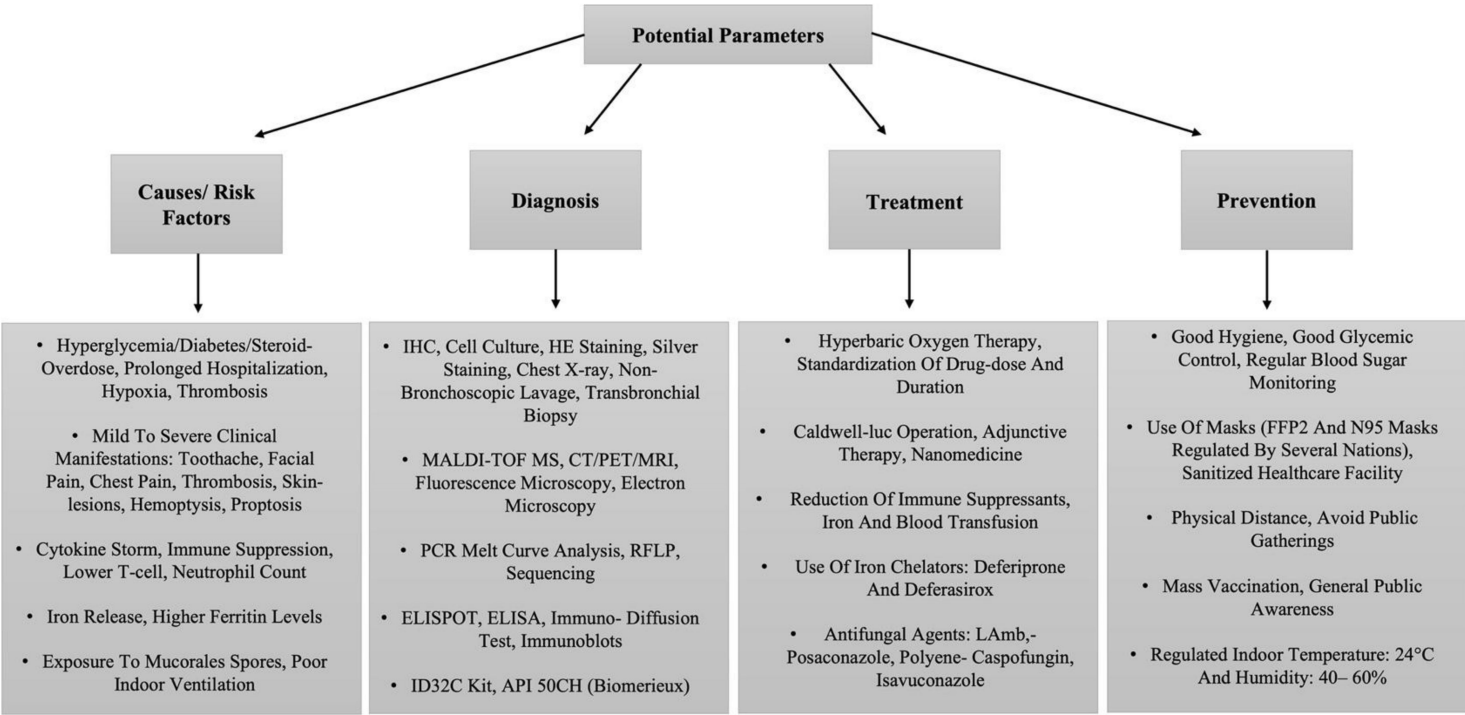 Potential Parameters
Causes/ Risk
Factors
Diagnosis
Treatment
Prevention
• Hyperglycemia/Diabetes/Steroid-
Overdose, Prolonged Hospitalization,
Hypoxia, Thrombosis
• Mild To Severe Clinical
Manifestations: Toothache, Facial
Pain, Chest Pain, Thrombosis, Skin-
lesions, Hemoptysis, Proptosis
• Cytokine Storm, Immune Suppression,
Lower T-cell, Neutrophil Count
• Iron Release, Higher Ferritin Levels
• Exposure To Mucorales Spores, Poor
Indoor Ventilation
• IHC, Cell Culture, HE Staining, Silver
Staining, Chest X-ray, Non-
Bronchoscopic Lavage, Transbronchial
Biopsy
• MALDI-TOF MS, CT/PET/MRI,
Fluorescence Microscopy, Electron
Microscopy
• PCR Melt Curve Analysis, RFLP,
Sequencing
• ELISPOT, ELISA, Immuno- Diffusion
Test, Immunoblots
• ID32C Kit, API 50CH (Biomerieux)
• Hyperbaric Oxygen Therapy,
Standardization Of Drug-dose And
Duration
• Caldwell-luc Operation, Adjunctive
Therapy, Nanomedicine
• Reduction Of Immune Suppressants,
Iron And Blood Transfusion
• Use Of Iron Chelators: Deferiprone
And Deferasirox
• Antifungal Agents: LAmb,-
Posaconazole, Polyene- Caspofungin,
Isavuconazole
• Good Hygiene, Good Glycemic
Control, Regular Blood Sugar
Monitoring
• Use Of Masks (FFP2 And N95 Masks
Regulated By Several Nations),
Sanitized Healthcare Facility
• Physical Distance, Avoid Public
Gatherings
• Mass Vaccination, General Public
Awareness
• Regulated Indoor Temperature: 24°C
And Humidity: 40– 60%